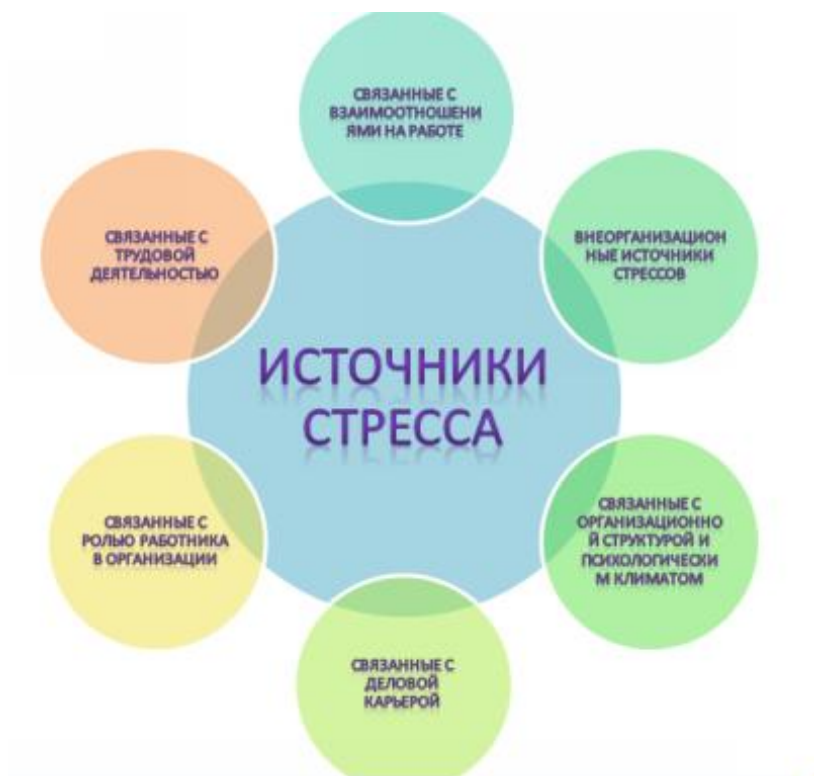 СВЯЗАННЫЕ С
ВЗАИМООТНОШЕНИ
ЯМИ НА РАБОТЕ
ВНЕОРГАНИЗАЦИОН
НЫЕ ИСТОЧНИКИ
СТРЕССОВ
СВЯЗАННЫЕ С
ОРГАНИЗАЦИОННО
Й СТРУКТУРОЙ И
ПСИХОЛОГИЧЕСКИ
М КЛИМАТОМ
СВЯЗАННЫЕ С
ДЕЛОВОЙ
КАРЬЕРОЙ
СВЯЗАННЫЕ С
РОЛЬЮ РАБОТНИКА
В ОРГАНИЗАЦИИ
СВЯЗАННЫЕ С
ТРУДОВОЙ
ДЕЯТЕЛЬНОСТЬЮ
ИСТОЧНИКИ
СТРЕССА